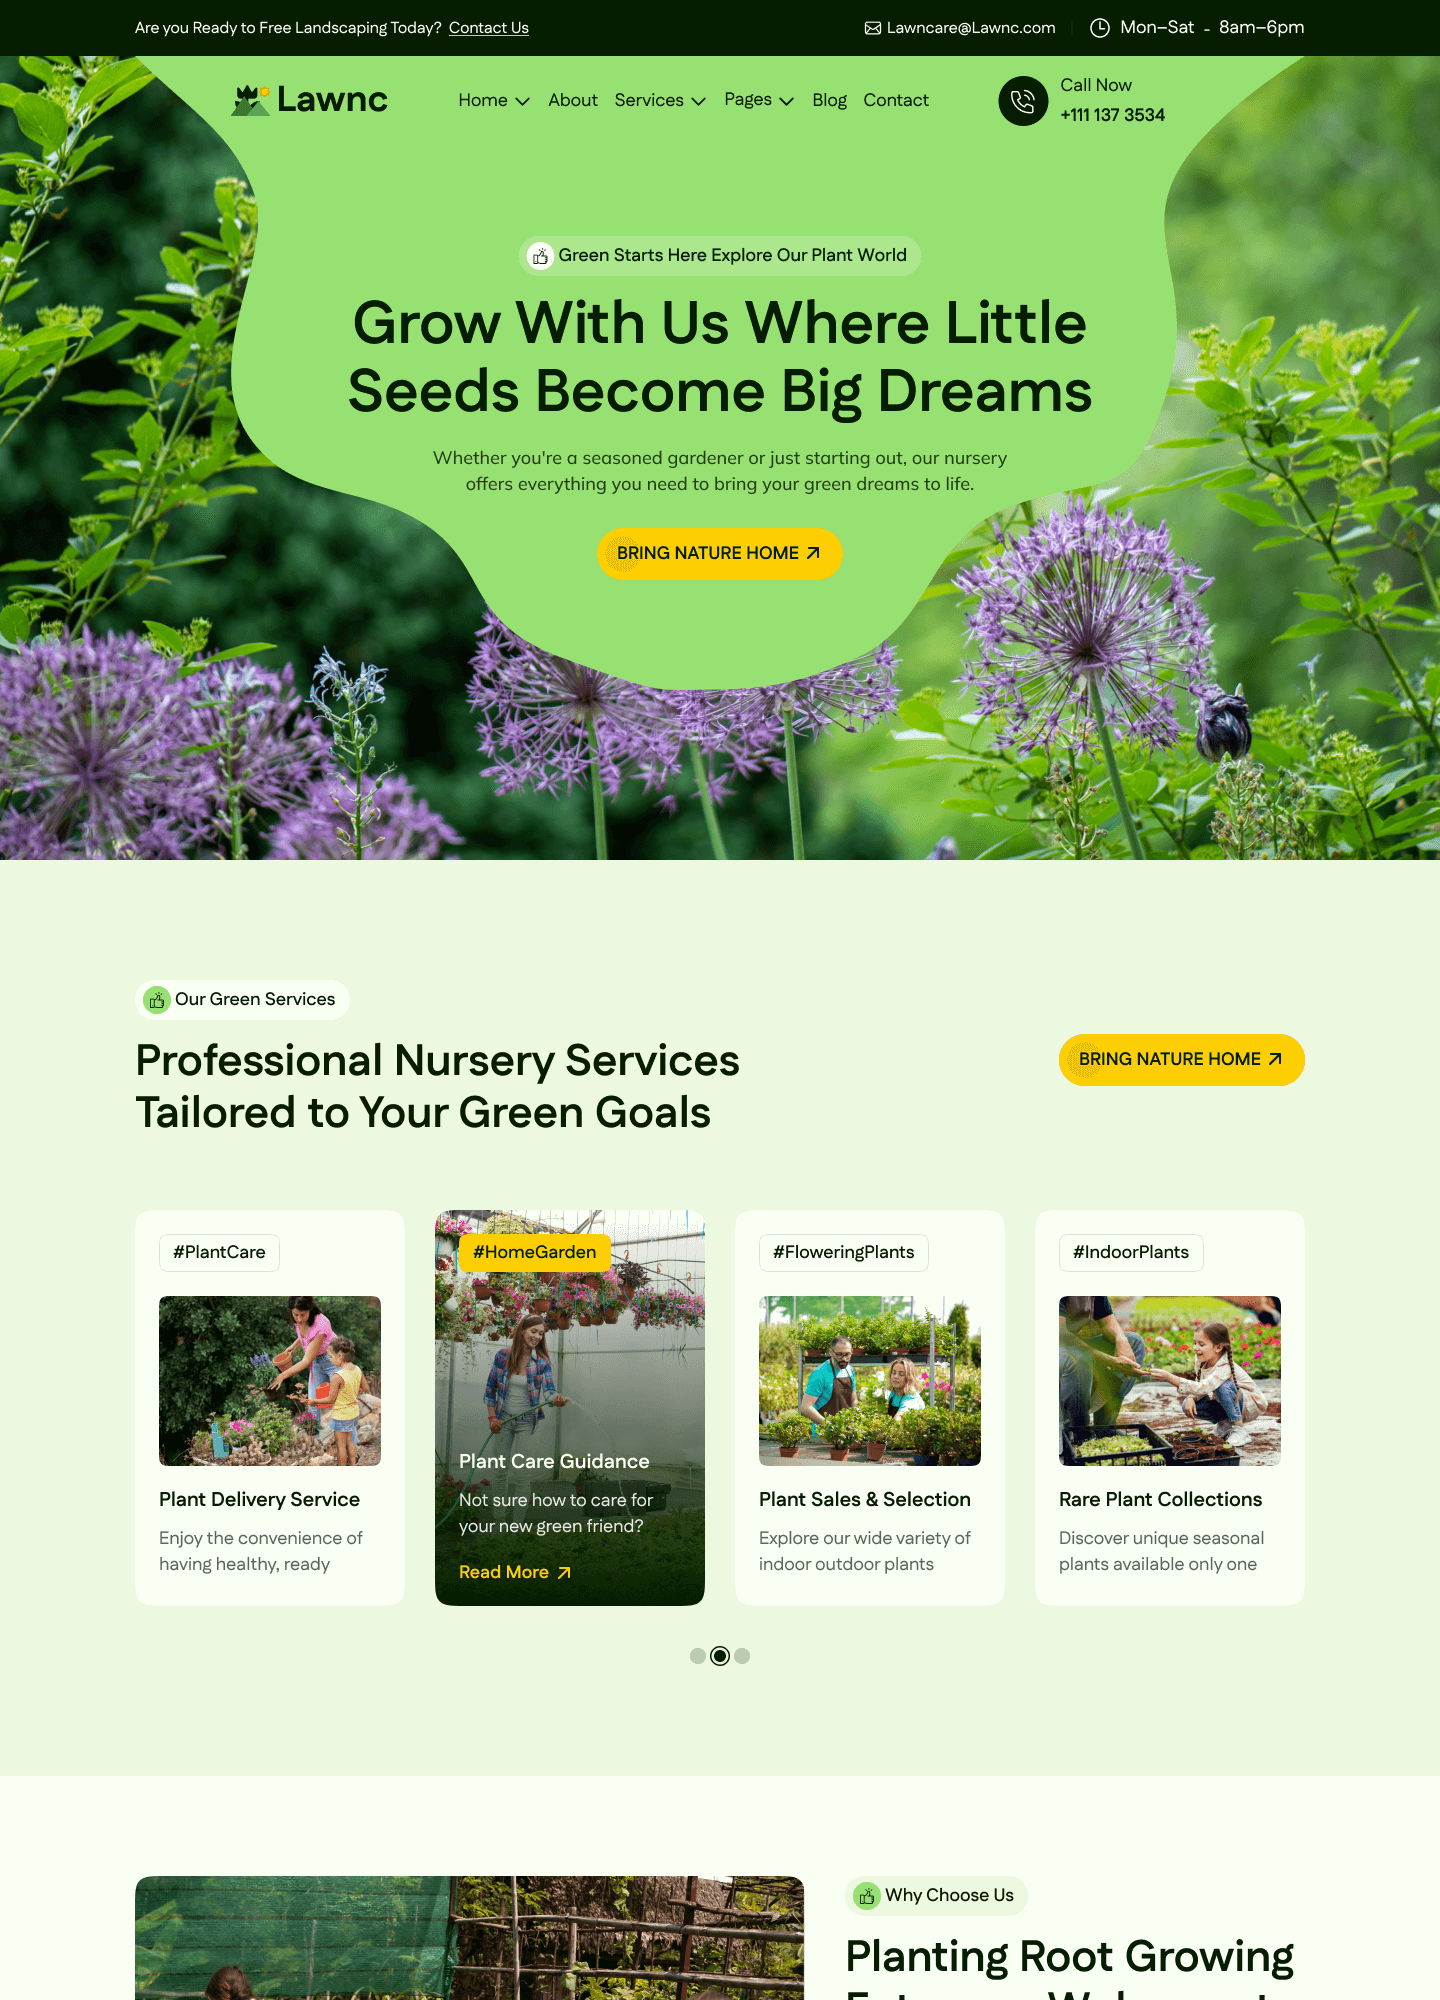 Are you Ready to Free Landscaping Today? Contact Us
Lawncare@Lawnc.com
Mon–Sat - 8am–6pm
Lawnc
Home
About
Services
Pages
Blog
Contact
Call Now
+111 137 3534
Green Starts Here Explore Our Plant World
Grow With Us Where Little
Seeds Become Big Dreams
Whether you're a seasoned gardener or just starting out, our nursery
offers everything you need to bring your green dreams to life.
BRING NATURE HOME
Our Green Services
Professional Nursery Services
Tailored to Your Green Goals
BRING NATURE HOME
#PlantCare
Plant Delivery Service
Enjoy the convenience of
having healthy, ready
#HomeGarden
Plant Care Guidance
Not sure how to care for
your new green friend?
Read More
#FloweringPlants
Plant Sales & Selection
Explore our wide variety of
indoor outdoor plants
#IndoorPlants
Rare Plant Collections
Discover unique seasonal
plants available only one
Why Choose Us
Planting Root Growing